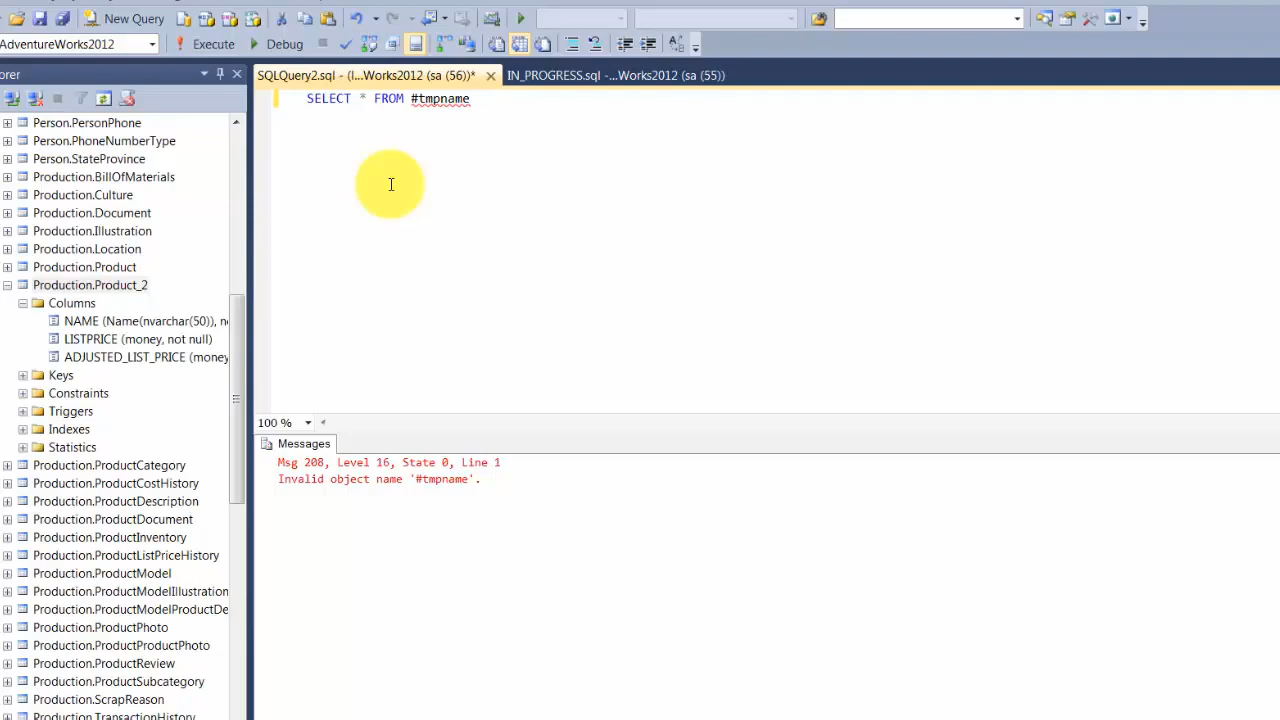 New Query
AdventureWorks2012
Execute
Debug
orer
SQLQuery2.sql - (l...Works2012 (sa (56))*
IN_PROGRESS.sql -...Works2012 (sa (55))
SELECT * FROM #tmpname
Person.PersonPhone
Person.PhoneNumberType
Person.StateProvince
Production.BillOfMaterials
Production.Culture
Production.Document
Production.Illustration
Production.Location
Production.Product
Production.Product_2
Columns
NAME (Name(nvarchar(50)), n
LISTPRICE (money, not null)
ADJUSTED_LIST_PRICE (money
Keys
Constraints
Triggers
Indexes
Statistics
Production.ProductCategory
Production.ProductCostHistory
Production.ProductDescription
Production.ProductDocument
Production.ProductInventory
Production.ProductListPriceHistory
Production.ProductModel
Production.ProductModelIllustration
Production.ProductModelProductDe
Production.ProductPhoto
Production.ProductProductPhoto
Production.ProductReview
Production.ProductSubcategory
Production.ScrapReason
Production.TransactionHistory
100 %
Messages
Msg 208, Level 16, State 0, Line 1
Invalid object name '#tmpname'.